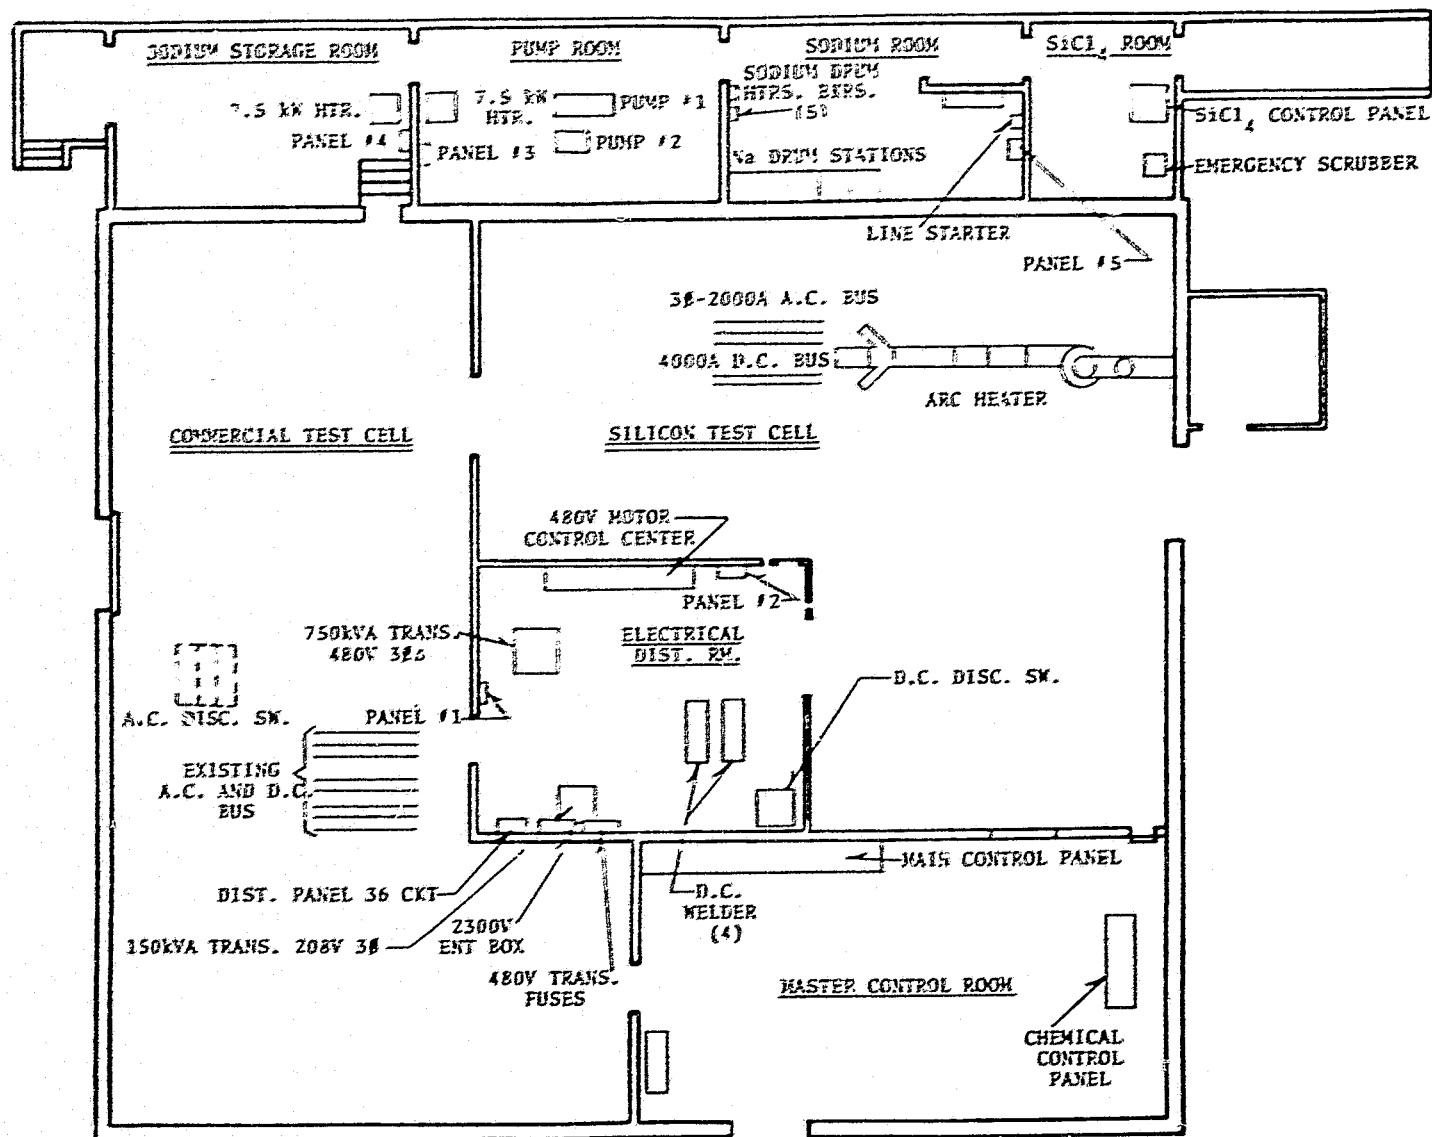 SODIUM STORAGE ROOM
PUMP ROOM
SODIUM ROOM
SiCl4 ROOM
7.5 kW HTR.
PANEL #4
7.5 kW
HTR.
PANEL #3
PUMP #1
PUMP #2
SODIUM DRUM
HTRS. BKRS.
(5)
Na DRUM STATIONS
SiCl4 CONTROL PANEL
EMERGENCY SCRUBBER
LINE STARTER
PANEL #5
3ø-2000A A.C. BUS
4000A D.C. BUS
ARC HEATER
COMMERCIAL TEST CELL
SILICON TEST CELL
480V MOTOR
CONTROL CENTER
PANEL #2
750kVA TRANS.
480V 3øΔ
ELECTRICAL
DIST. RM.
D.C. DISC. SW.
A.C. DISC. SW.
PANEL #1
EXISTING
A.C. AND D.C.
BUS
MAIN CONTROL PANEL
DIST. PANEL 36 CKT
150kVA TRANS. 208V 3ø
2300V
ENT BOX
480V TRANS.
FUSES
D.C.
WELDER
(4)
MASTER CONTROL ROOM
CHEMICAL
CONTROL
PANEL